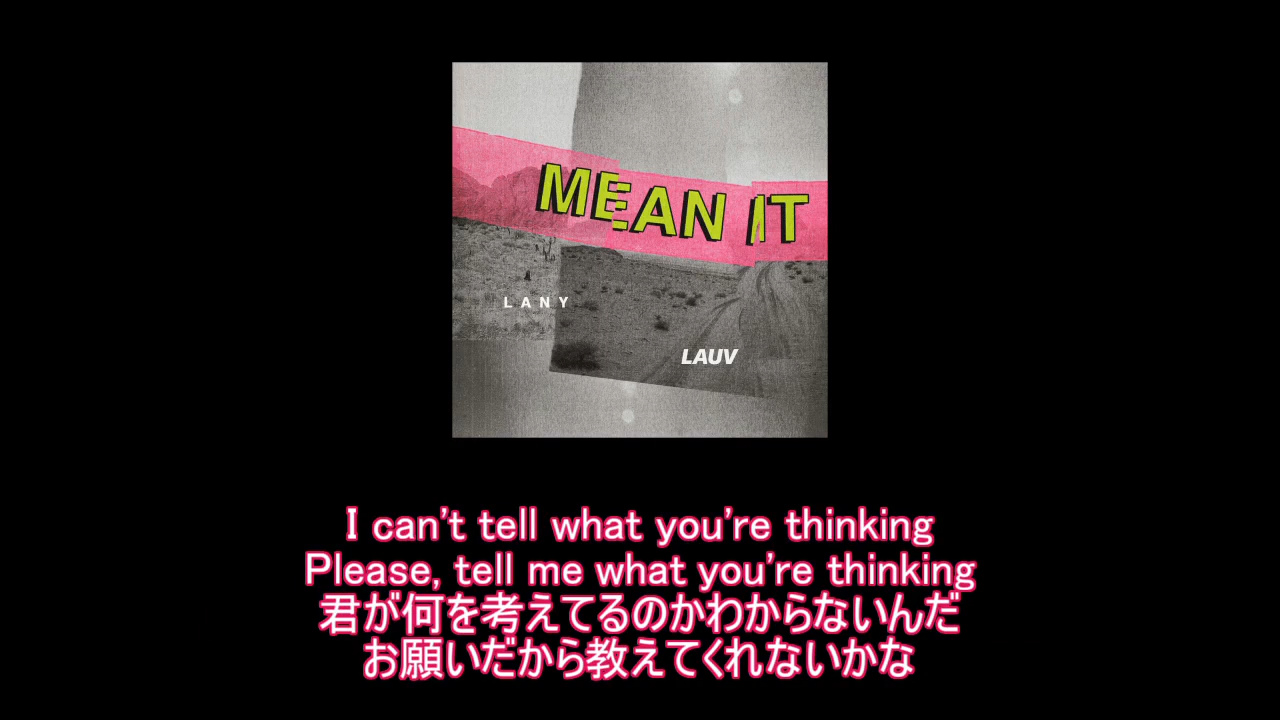 MEAN IT
LANY
LAUV
I can't tell what you're thinking
Please, tell me what you're thinking
君が何を考えてるのかわからないんだ
お願いだから教えてくれないかな